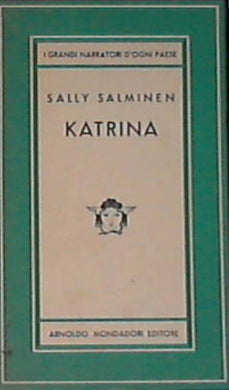 I GRANDI NARRATORI D'OGNI PAESE
SALLY SALMINEN
KATRINA
ARNOLDO MONDADORI EDITORE